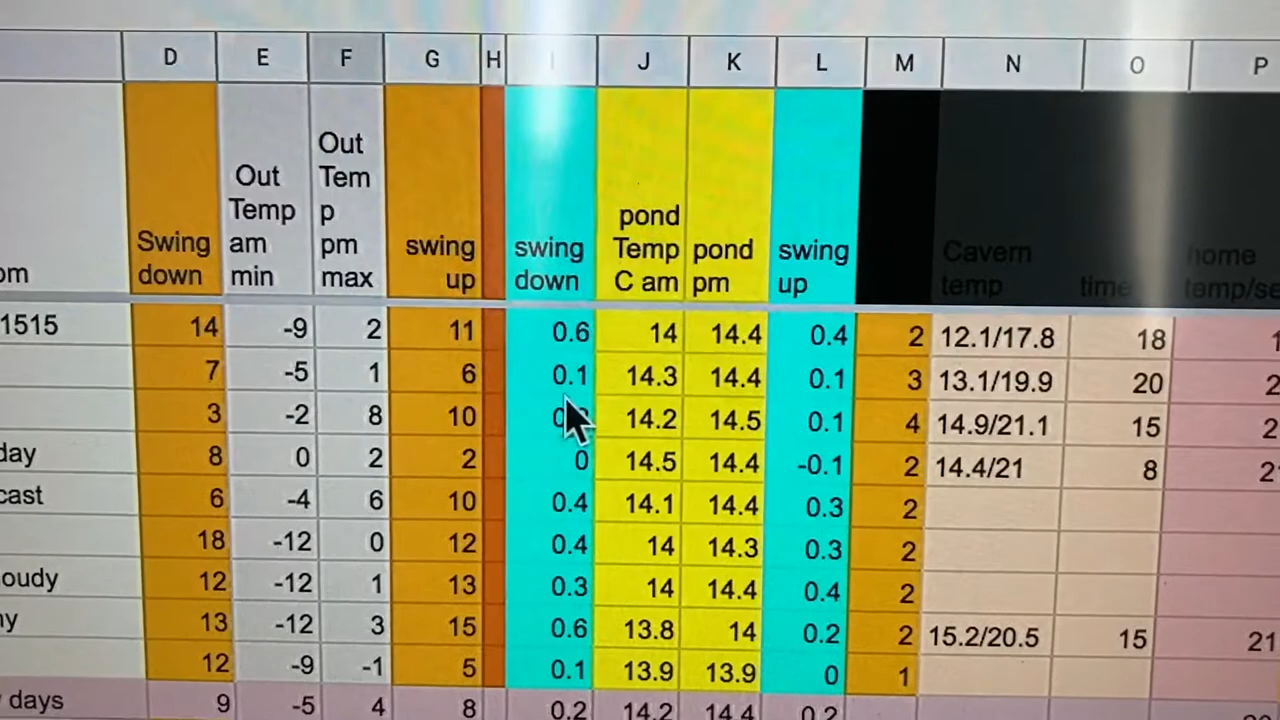 D E F G H I J K L M N O P
Out
Out Tem
Temp p pond
Swing am pm swing swing Temp pond swing Cavern home
om down min max up down C am pm up temp time temp/se
1515 14 -9 2 11 0.6 14 14.4 0.4 2 12.1/17.8 18
7 -5 1 6 0.1 14.3 14.4 0.1 3 13.1/19.9 20 2
3 -2 8 10 14.2 14.5 0.1 4 14.9/21.1 15 2
day 8 0 2 2 0 14.5 14.4 -0.1 2 14.4/21 8 2
cast 6 -4 6 10 0.4 14.1 14.4 0.3 2
18 -12 0 12 0.4 14 14.3 0.3 2
oudy 12 -12 1 13 0.3 14 14.4 0.4 2
ny 13 -12 3 15 0.6 13.8 14 0.2 2 15.2/20.5 15 21
12 -9 -1 5 0.1 13.9 13.9 0 1
days 9 -5 4 8 0.2 14.2 14.4 0.2